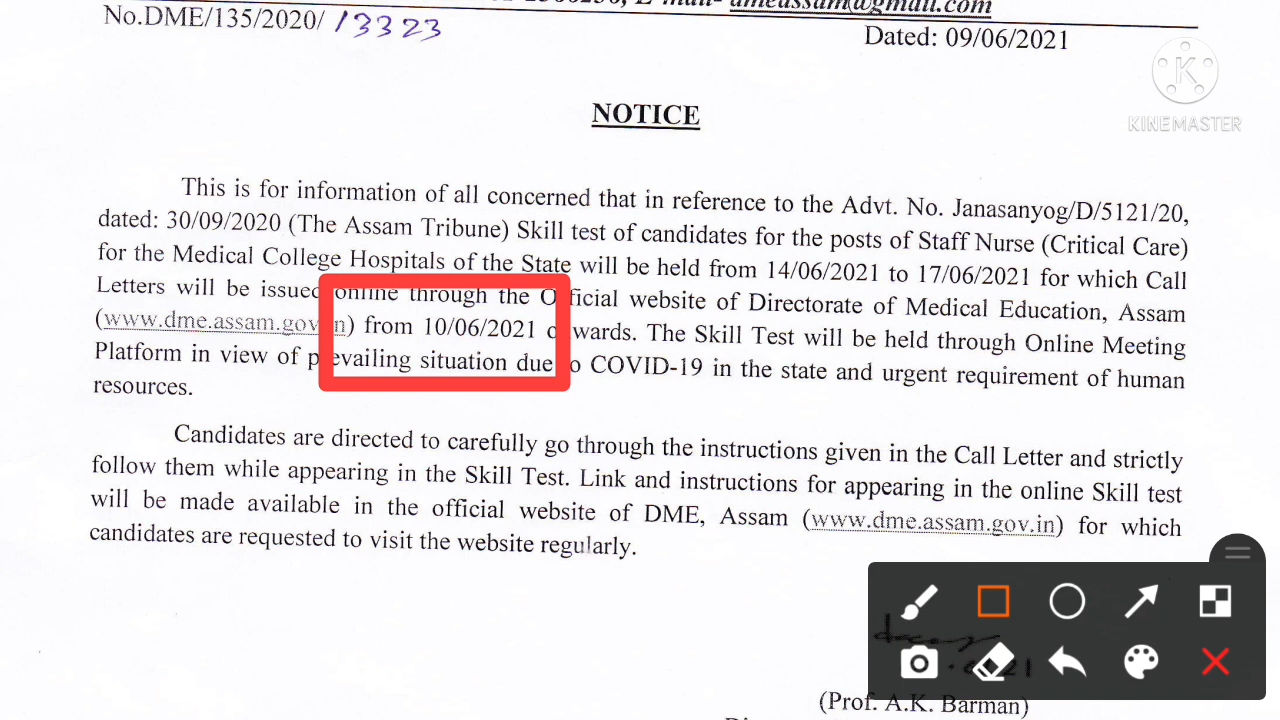 E-mail- dmeassam@gmail.com
No.DME/135/2020/ 13323
Dated: 09/06/2021
KINEMASTER
NOTICE
This is for information of all concerned that in reference to the Advt. No. Janasanyog/D/5121/20,
dated: 30/09/2020 (The Assam Tribune) Skill test of candidates for the posts of Staff Nurse (Critical Care)
for the Medical College Hospitals of the State will be held from 14/06/2021 to 17/06/2021 for which Call
Letters will be issued online through the Official website of Directorate of Medical Education, Assam
(www.dme.assam.gov.in) from 10/06/2021 onwards. The Skill Test will be held through Online Meeting
Platform in view of prevailing situation due to COVID-19 in the state and urgent requirement of human
resources.
Candidates are directed to carefully go through the instructions given in the Call Letter and strictly
follow them while appearing in the Skill Test. Link and instructions for appearing in the online Skill test
will be made available in the official website of DME, Assam (www.dme.assam.gov.in) for which
candidates are requested to visit the website regularly.
(Prof. A.K. Barman)